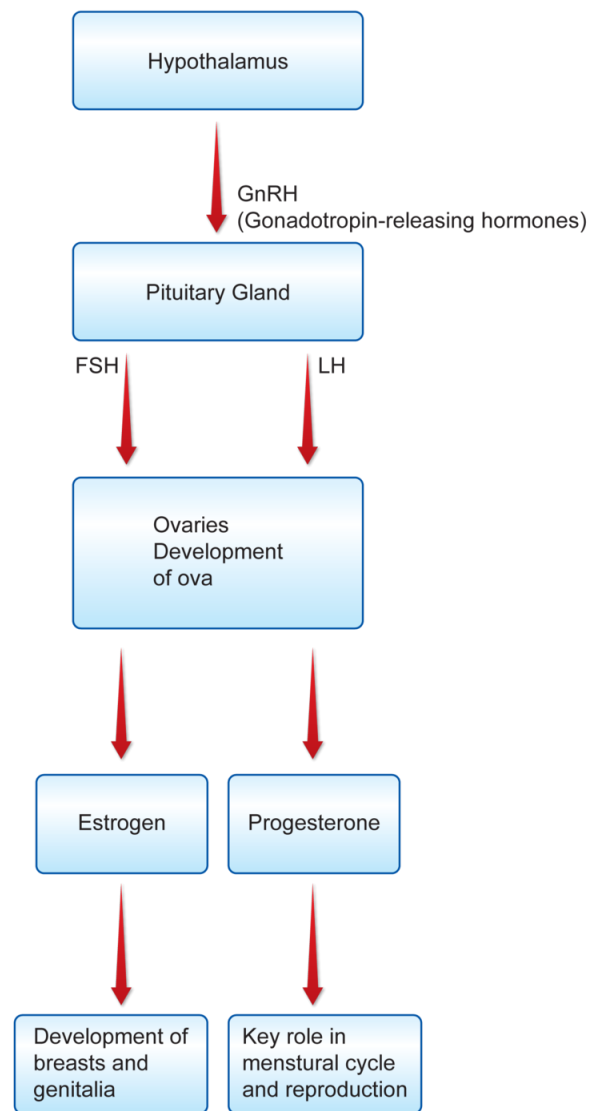 Hypothalamus
GnRH
(Gonadotropin-releasing hormones)
Pituitary Gland
FSH
LH
Ovaries
Development
of ova
Estrogen
Progesterone
Development of
breasts and
genitalia
Key role in
menstural cycle
and reproduction